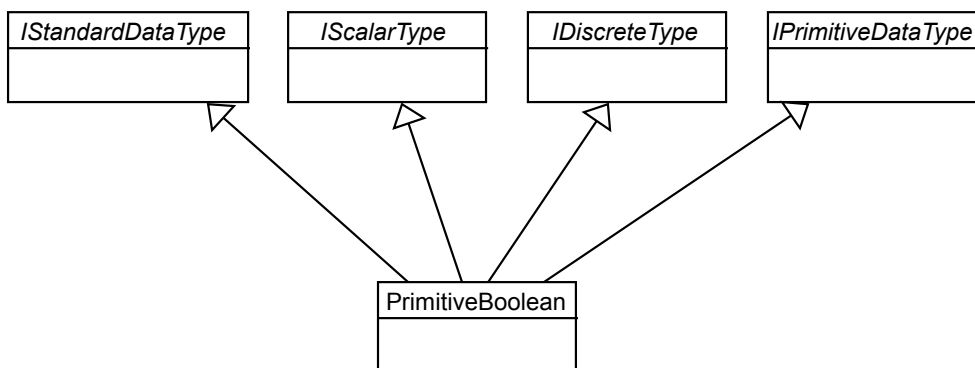 IStandardDataType
IScalarType
IDiscreteType
IPrimitiveDataType
PrimitiveBoolean